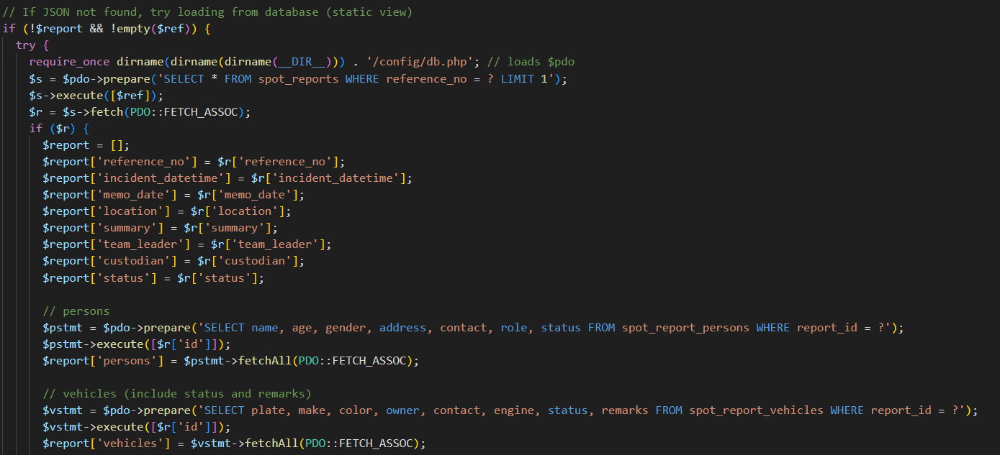 // If JSON not found, try loading from database (static view)
if (!$report && !empty($ref)) {
  try {
    require_once dirname(dirname(dirname(__DIR__))) . '/config/db.php'; // loads $pdo
    $s = $pdo->prepare('SELECT * FROM spot_reports WHERE reference_no = ? LIMIT 1');
    $s->execute([$ref]);
    $r = $s->fetch(PDO::FETCH_ASSOC);
    if ($r) {
      $report = [];
      $report['reference_no'] = $r['reference_no'];
      $report['incident_datetime'] = $r['incident_datetime'];
      $report['memo_date'] = $r['memo_date'];
      $report['location'] = $r['location'];
      $report['summary'] = $r['summary'];
      $report['team_leader'] = $r['team_leader'];
      $report['custodian'] = $r['custodian'];
      $report['status'] = $r['status'];

      // persons
      $pstmt = $pdo->prepare('SELECT name, age, gender, address, contact, role, status FROM spot_report_persons WHERE report_id = ?');
      $pstmt->execute([$r['id']]);
      $report['persons'] = $pstmt->fetchAll(PDO::FETCH_ASSOC);

      // vehicles (include status and remarks)
      $vstmt = $pdo->prepare('SELECT plate, make, color, owner, contact, engine, status, remarks FROM spot_report_vehicles WHERE report_id = ?');
      $vstmt->execute([$r['id']]);
      $report['vehicles'] = $vstmt->fetchAll(PDO::FETCH_ASSOC);